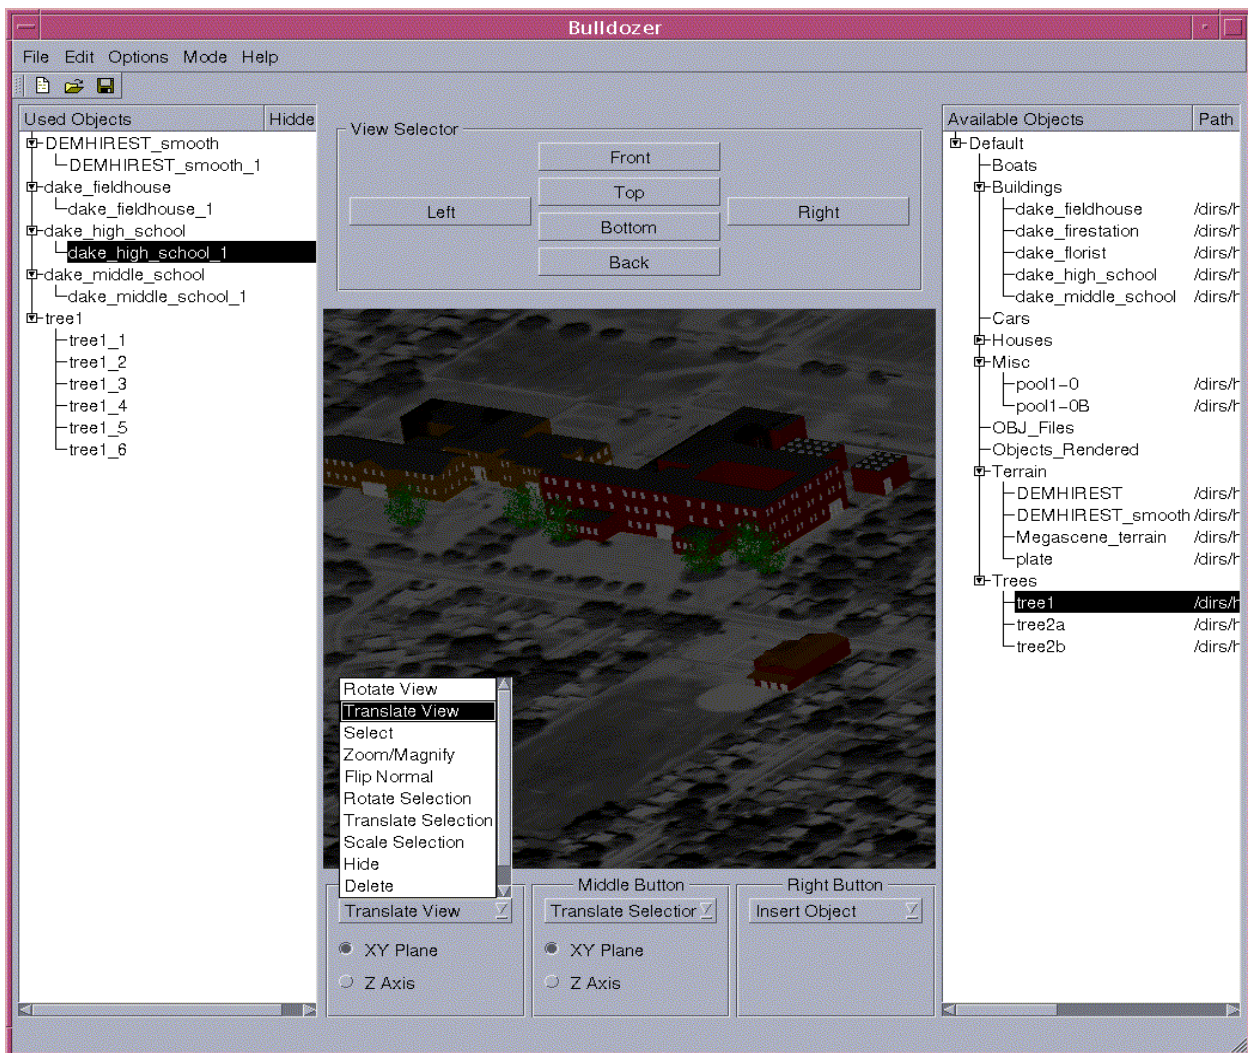 Bulldozer
File Edit Options Mode Help
Used Objects Hidde
DEMHIREST_smooth
DEMHIREST_smooth_1
dake_fieldhouse
dake_fieldhouse_1
dake_high_school
dake_high_school_1
dake_middle_school
dake_middle_school_1
tree1
tree1_1
tree1_2
tree1_3
tree1_4
tree1_5
tree1_6
View Selector
Front
Top
Left
Right
Bottom
Back
Rotate View
Translate View
Select
Zoom/Magnify
Flip Normal
Rotate Selection
Translate Selection
Scale Selection
Hide
Delete
Translate View
XY Plane
Z Axis
Middle Button
Translate Selection
XY Plane
Z Axis
Right Button
Insert Object
Available Objects Path
Default
Boats
Buildings
dake_fieldhouse /dirs/h
dake_firestation /dirs/h
dake_florist /dirs/h
dake_high_school /dirs/h
dake_middle_school /dirs/h
Cars
Houses
Misc
pool1-0 /dirs/h
pool1-0B /dirs/h
OBJ_Files
Objects_Rendered
Terrain
DEMHIREST /dirs/h
DEMHIREST_smooth /dirs/h
Megascene_terrain /dirs/h
plate /dirs/h
Trees
tree1 /dirs/h
tree2a /dirs/h
tree2b /dirs/h